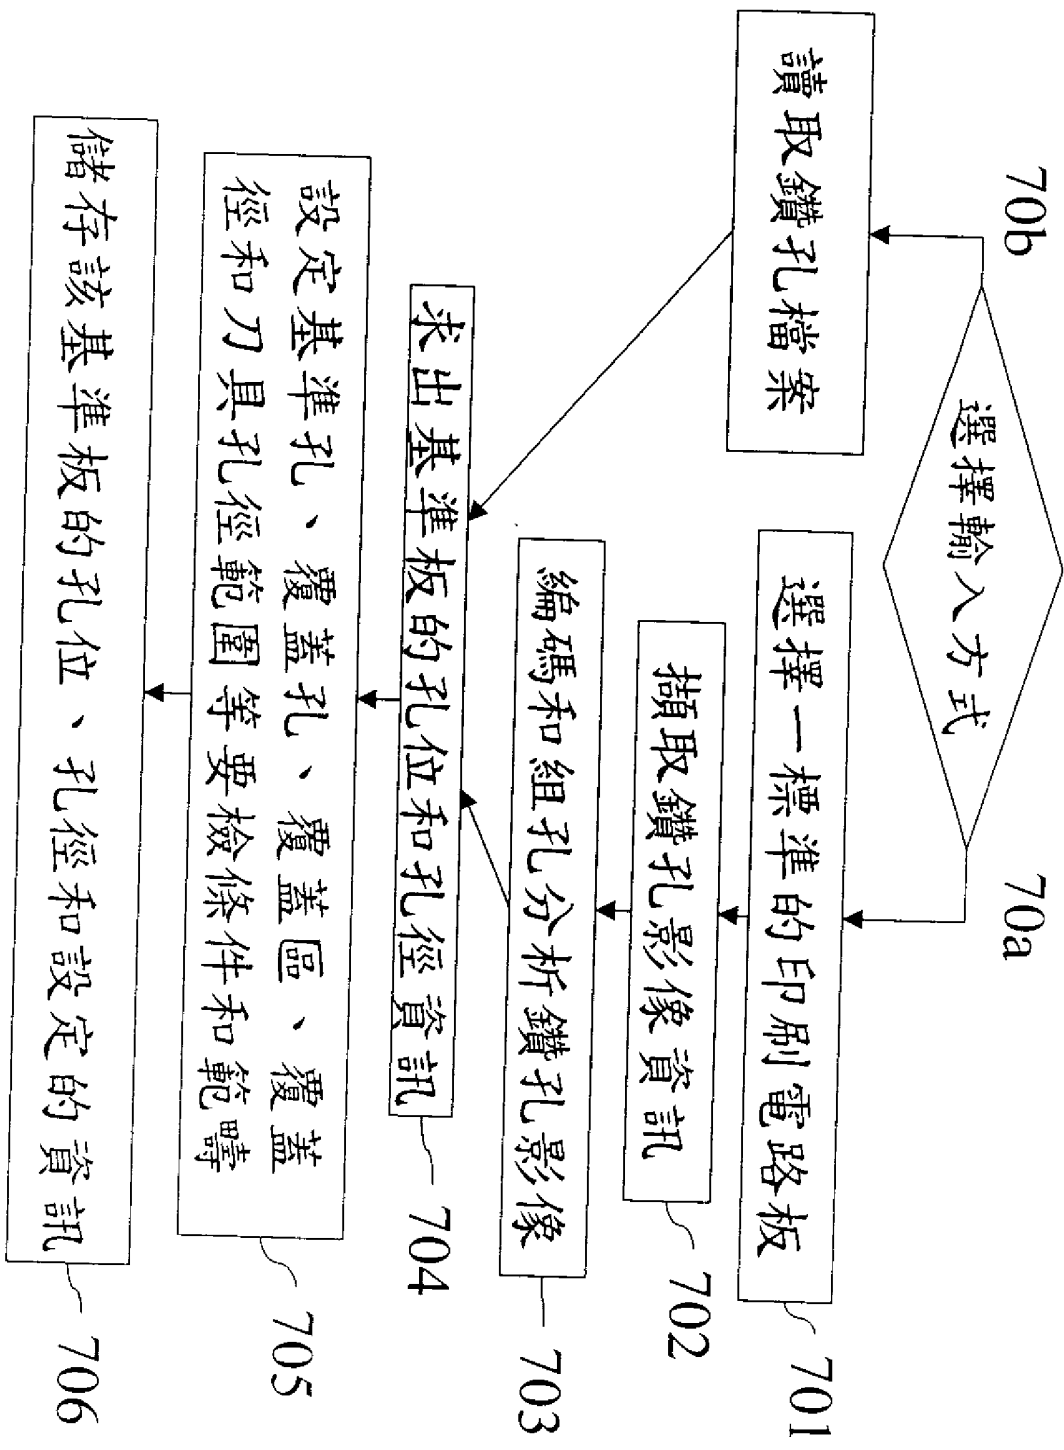 選擇輸入方式
70b
70a
讀取鑽孔檔案
選擇一標準的印刷電路板
701
擷取鑽孔影像資訊
702
編碼和組孔分析鑽孔影像
703
求出基準板的孔位和孔徑資訊
704
設定基準孔、覆蓋孔、覆蓋區、覆蓋
徑和刀具孔徑範圍等要檢條件和範疇
705
儲存該基準板的孔位、孔徑和設定的資訊
706